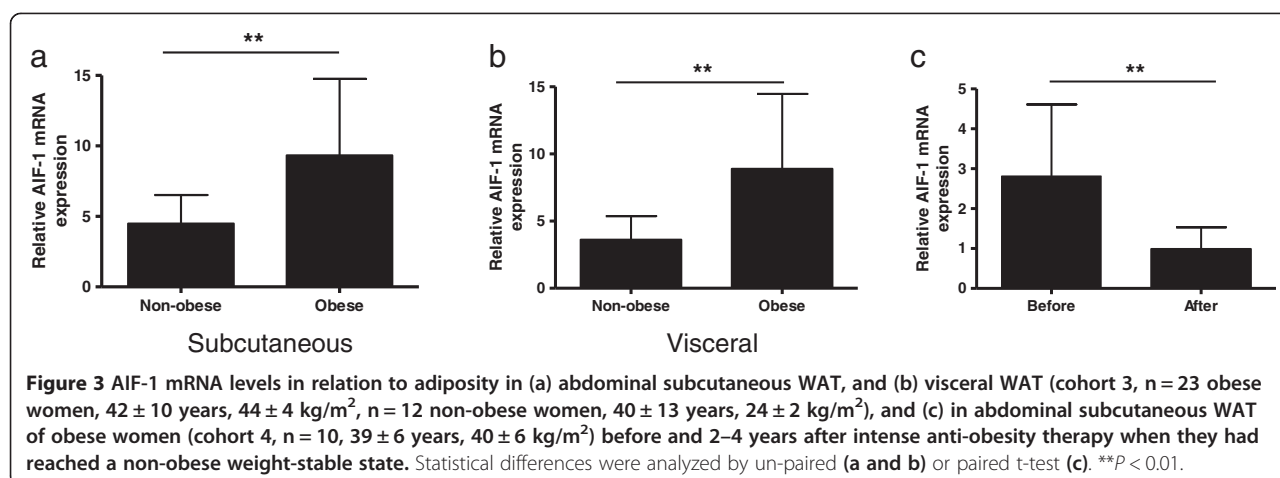 a
**
Relative AIF-1 mRNA
expression
15
10
5
0
Non-obese
Obese
Subcutaneous
b
**
Relative AIF-1 mRNA
expression
15
10
5
0
Non-obese
Obese
Visceral
c
**
Relative AIF-1 mRNA
expression
5
4
3
2
1
0
Before
After
Figure 3 AIF-1 mRNA levels in relation to adiposity in (a) abdominal subcutaneous WAT, and (b) visceral WAT (cohort 3, n = 23 obese
women, 42 ± 10 years, 44 ± 4 kg/m², n = 12 non-obese women, 40 ± 13 years, 24 ± 2 kg/m²), and (c) in abdominal subcutaneous WAT
of obese women (cohort 4, n = 10, 39 ± 6 years, 40 ± 6 kg/m²) before and 2–4 years after intense anti-obesity therapy when they had
reached a non-obese weight-stable state. Statistical differences were analyzed by un-paired (a and b) or paired t-test (c). **P < 0.01.